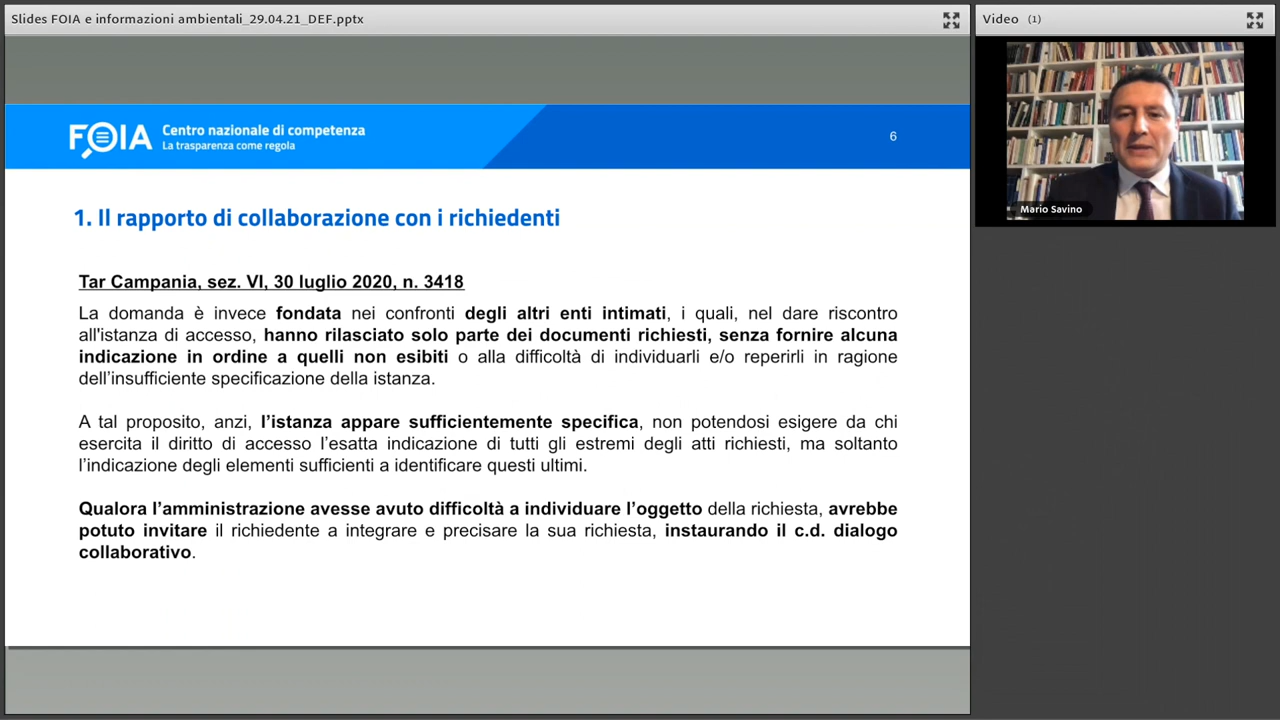 Slides FOIA e informazioni ambientali_29.04.21_DEF.pptx
Video (1)
FOIA
Centro nazionale di competenza
La trasparenza come regola
6
Mario Savino
1. Il rapporto di collaborazione con i richiedenti
Tar Campania, sez. VI, 30 luglio 2020, n. 3418
La domanda è invece fondata nei confronti degli altri enti intimati, i quali, nel dare riscontro
all'istanza di accesso, hanno rilasciato solo parte dei documenti richiesti, senza fornire alcuna
indicazione in ordine a quelli non esibiti o alla difficoltà di individuarli e/o reperirli in ragione
dell’insufficiente specificazione della istanza.
A tal proposito, anzi, l’istanza appare sufficientemente specifica, non potendosi esigere da chi
esercita il diritto di accesso l’esatta indicazione di tutti gli estremi degli atti richiesti, ma soltanto
l’indicazione degli elementi sufficienti a identificare questi ultimi.
Qualora l’amministrazione avesse avuto difficoltà a individuare l’oggetto della richiesta, avrebbe
potuto invitare il richiedente a integrare e precisare la sua richiesta, instaurando il c.d. dialogo
collaborativo.